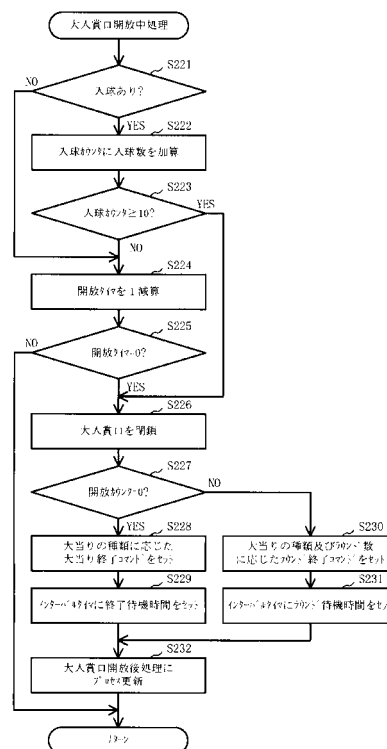 大入賞口開放中処理
S221
NO
入球あり?
YES
S222
入球カウンタに入球数を加算
S223
入球カウンタ≧10?
YES
NO
S224
開放タイマを1減算
S225
NO
開放タイマ=0?
YES
S226
大入賞口を閉鎖
S227
開放カウンタ=0?
NO
YES
S228
S230
大当りの種類に応じた
大当り終了コマンドをセット
大当りの種類及びラウンド数
に応じたラウンド終了コマンドをセット
S229
S231
インターバルタイマに終了待機時間をセット
インターバルタイマにラウンド待機時間をセット
S232
大入賞口開放後処理に
プロセス更新
リターン